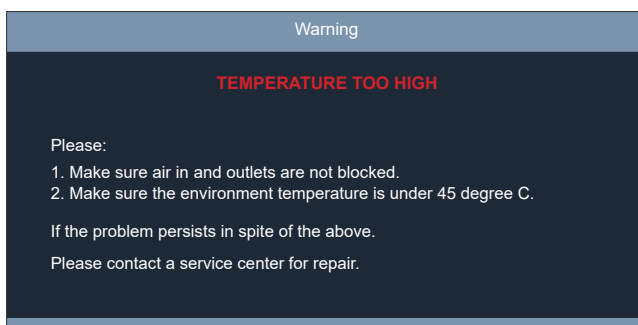 Warning
TEMPERATURE TOO HIGH
Please:
1. Make sure air in and outlets are not blocked.
2. Make sure the environment temperature is under 45 degree C.
If the problem persists in spite of the above.
Please contact a service center for repair.